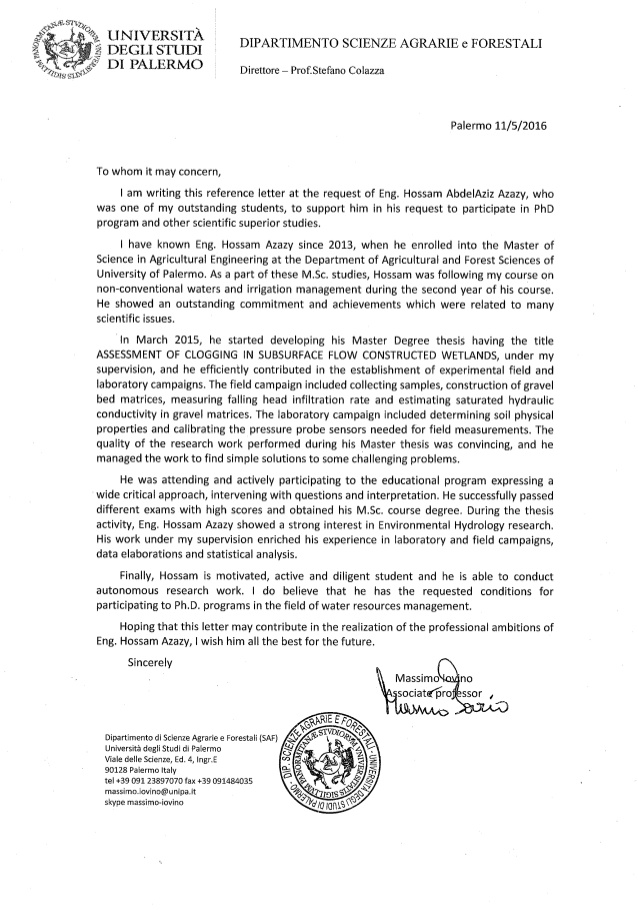 UNIVERSITÀ
DEGLI STUDI
DI PALERMO
DIPARTIMENTO SCIENZE AGRARIE e FORESTALI
Direttore – Prof.Stefano Colazza
Palermo 11/5/2016
To whom it may concern,
I am writing this reference letter at the request of Eng. Hossam AbdelAziz Azazy, who
was one of my outstanding students, to support him in his request to participate in PhD
program and other scientific superior studies.
I have known Eng. Hossam Azazy since 2013, when he enrolled into the Master of
Science in Agricultural Engineering at the Department of Agricultural and Forest Sciences of
University of Palermo. As a part of these M.Sc. studies, Hossam was following my course on
non-conventional waters and irrigation management during the second year of his course.
He showed an outstanding commitment and achievements which were related to many
scientific issues.
In March 2015, he started developing his Master Degree thesis having the title
ASSESSMENT OF CLOGGING IN SUBSURFACE FLOW CONSTRUCTED WETLANDS, under my
supervision, and he efficiently contributed in the establishment of experimental field and
laboratory campaigns. The field campaign included collecting samples, construction of gravel
bed matrices, measuring falling head infiltration rate and estimating saturated hydraulic
conductivity in gravel matrices. The laboratory campaign included determining soil physical
properties and calibrating the pressure probe sensors needed for field measurements. The
quality of the research work performed during his Master thesis was convincing, and he
managed the work to find simple solutions to some challenging problems.
He was attending and actively participating to the educational program expressing a
wide critical approach, intervening with questions and interpretation. He successfully passed
different exams with high scores and obtained his M.Sc. course degree. During the thesis
activity, Eng. Hossam Azazy showed a strong interest in Environmental Hydrology research.
His work under my supervision enriched his experience in laboratory and field campaigns,
data elaborations and statistical analysis.
Finally, Hossam is motivated, active and diligent student and he is able to conduct
autonomous research work. I do believe that he has the requested conditions for
participating to Ph.D. programs in the field of water resources management.
Hoping that this letter may contribute in the realization of the professional ambitions of
Eng. Hossam Azazy, I wish him all the best for the future.
Sincerely
Massimo Iovino
Associate professor
Massimo Iovino
Dipartimento di Scienze Agrarie e Forestali (SAF)
Università degli Studi di Palermo
Viale delle Scienze, Ed. 4, Ingr.E
90128 Palermo Italy
tel +39 091 23897070 fax +39 091484035
massimo.iovino@unipa.it
skype massimo-iovino
DIP. SCIENZE AGRARIE E FORESTALI - UNIVERSITÀ DEGLI STUDI DI PALERMO